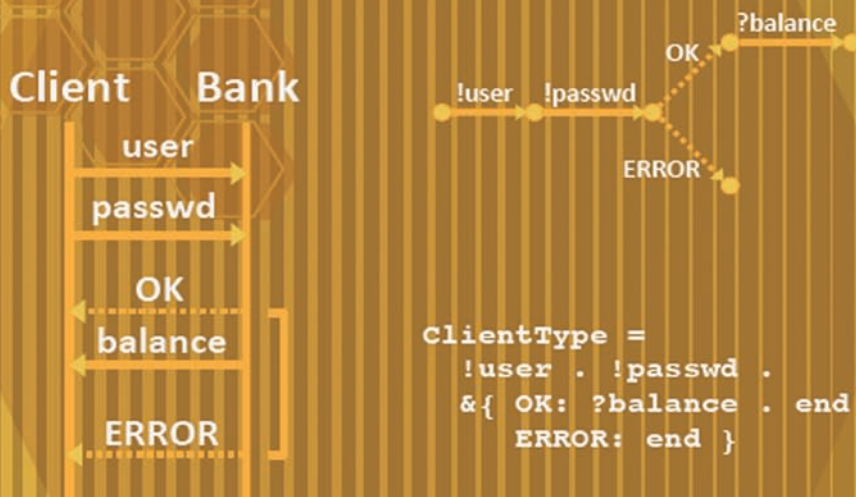 Client Bank
user
passwd
OK
balance
ERROR
!user !passwd
OK
?balance
ERROR
ClientType =
!user . !passwd .
&{ OK: ?balance . end
ERROR: end }